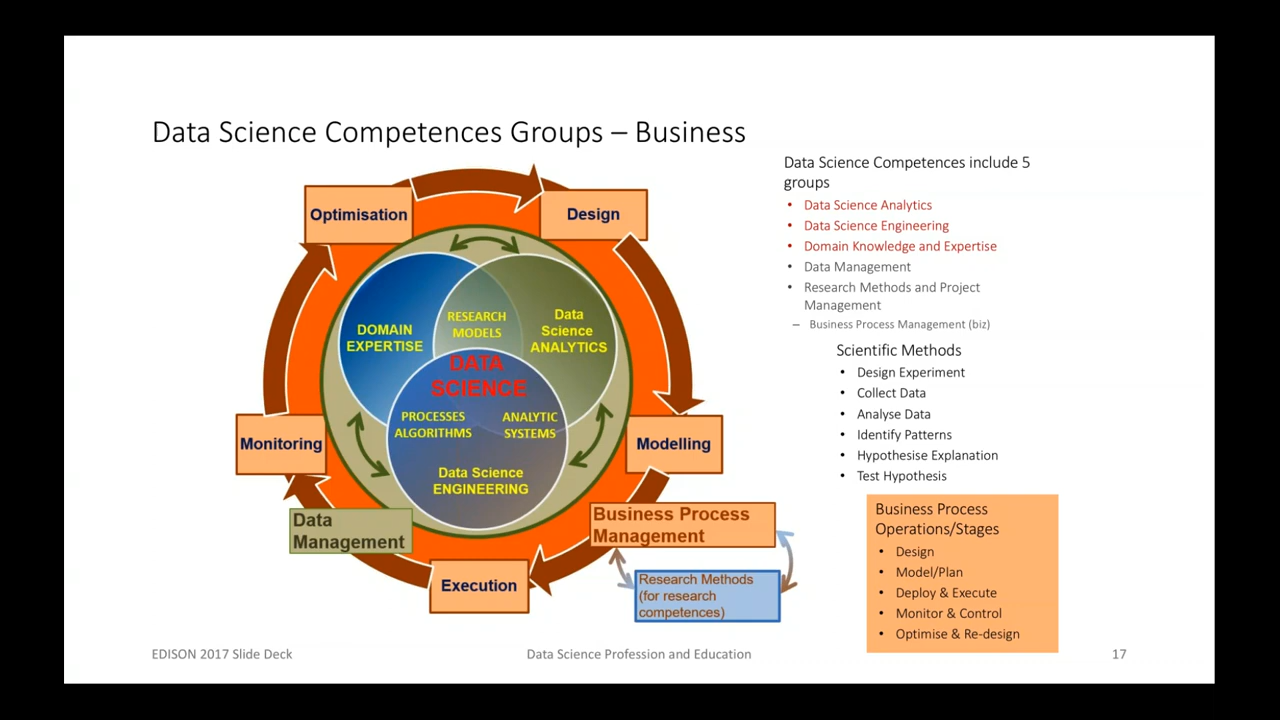 Data Science Competences Groups – Business
Optimisation
Design
DOMAIN
EXPERTISE
RESEARCH
MODELS
Data
Science
ANALYTICS
DATA
SCIENCE
PROCESSES
ALGORITHMS
ANALYTIC
SYSTEMS
Data Science
ENGINEERING
Monitoring
Modelling
Data
Management
Business Process
Management
Execution
Research Methods
(for research
competences)
Data Science Competences include 5
groups
• Data Science Analytics
• Data Science Engineering
• Domain Knowledge and Expertise
• Data Management
• Research Methods and Project
Management
– Business Process Management (biz)
Scientific Methods
• Design Experiment
• Collect Data
• Analyse Data
• Identify Patterns
• Hypothesise Explanation
• Test Hypothesis
Business Process
Operations/Stages
• Design
• Model/Plan
• Deploy & Execute
• Monitor & Control
• Optimise & Re-design
EDISON 2017 Slide Deck
Data Science Profession and Education
17